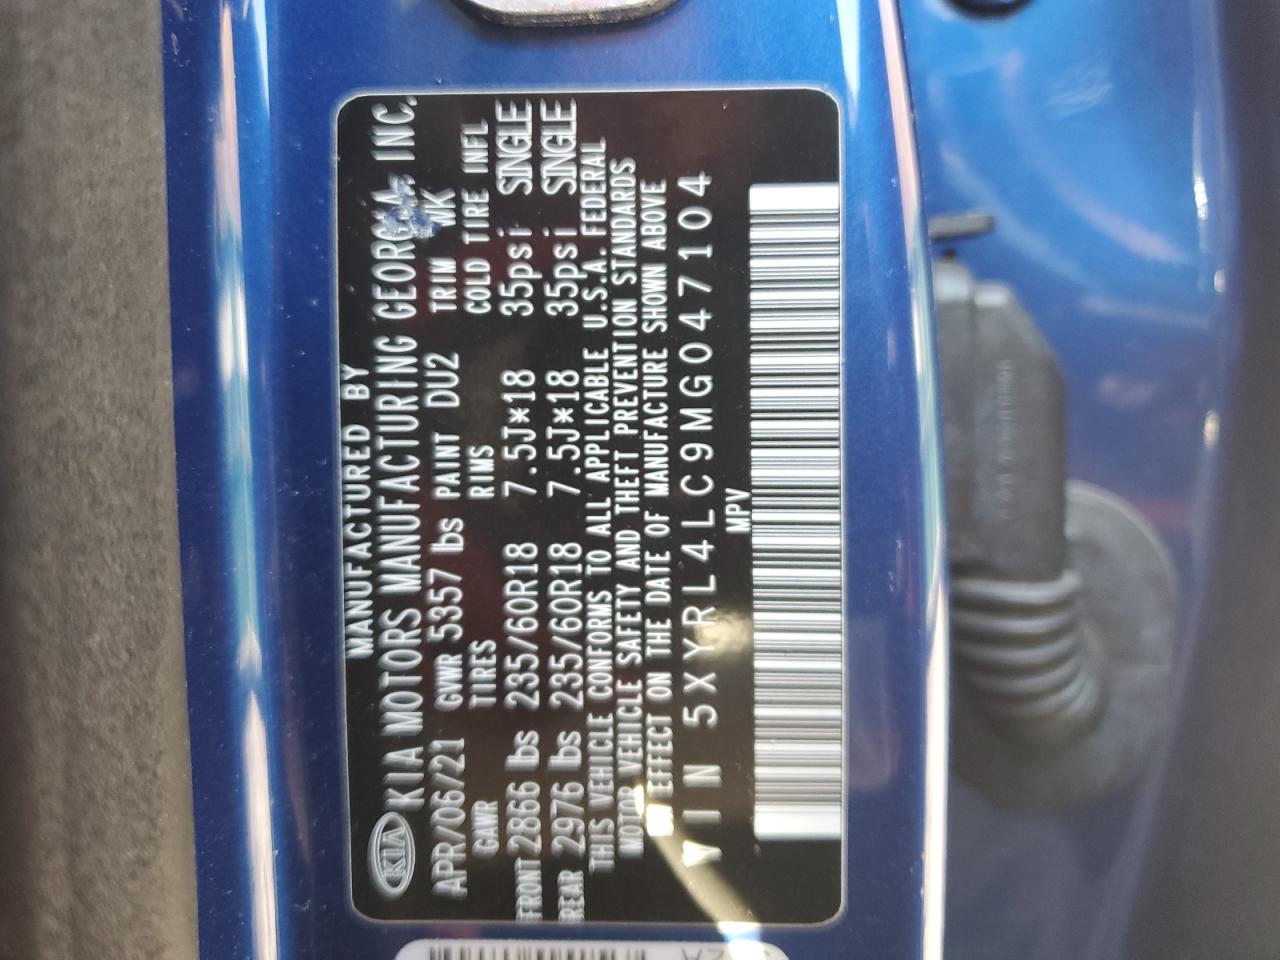 KIA
MANUFACTURED BY
KIA MOTORS MANUFACTURING GEORGIA, INC.
APR/06/21 GVWR 5357 lbs PAINT DU2 TRIM WK
GAWR TIRES RIMS COLD TIRE INFL
FRONT 2866 lbs 235/60R18 7.5J*18 35psi SINGLE
REAR 2976 lbs 235/60R18 7.5J*18 35psi SINGLE
THIS VEHICLE CONFORMS TO ALL APPLICABLE U.S.A. FEDERAL
MOTOR VEHICLE SAFETY AND THEFT PREVENTION STANDARDS
IN EFFECT ON THE DATE OF MANUFACTURE SHOWN ABOVE
VIN 5XYRL4LC9MG047104
MPV